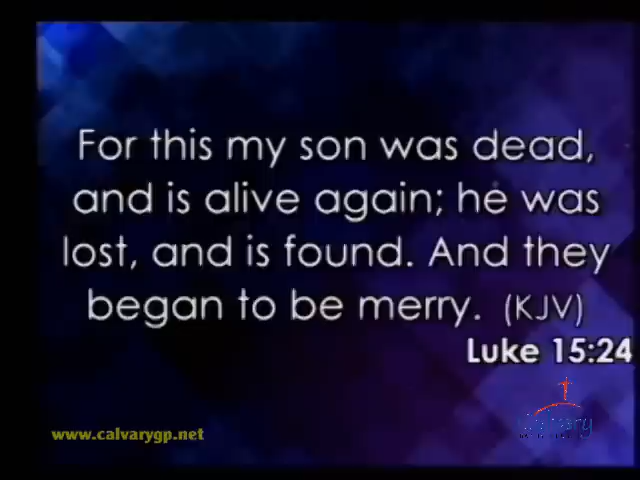 For this my son was dead,
and is alive again; he was
lost, and is found. And they
began to be merry. (KJV)
Luke 15:24
www.calvarygp.net
Calvary